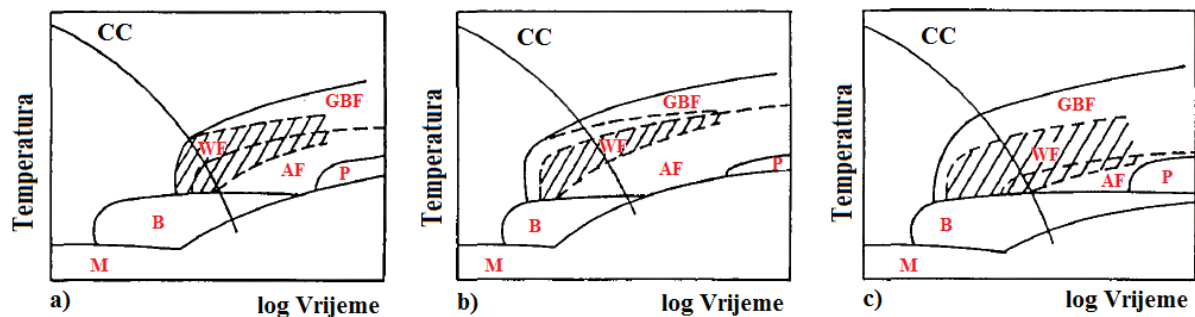 Temperatura
CC
GBF
WF
AF
P
B
M
a)
log Vrijeme
Temperatura
CC
GBF
WF
AF
P
B
M
b)
log Vrijeme
Temperatura
CC
GBF
WF
AF
P
B
M
c)
log Vrijeme